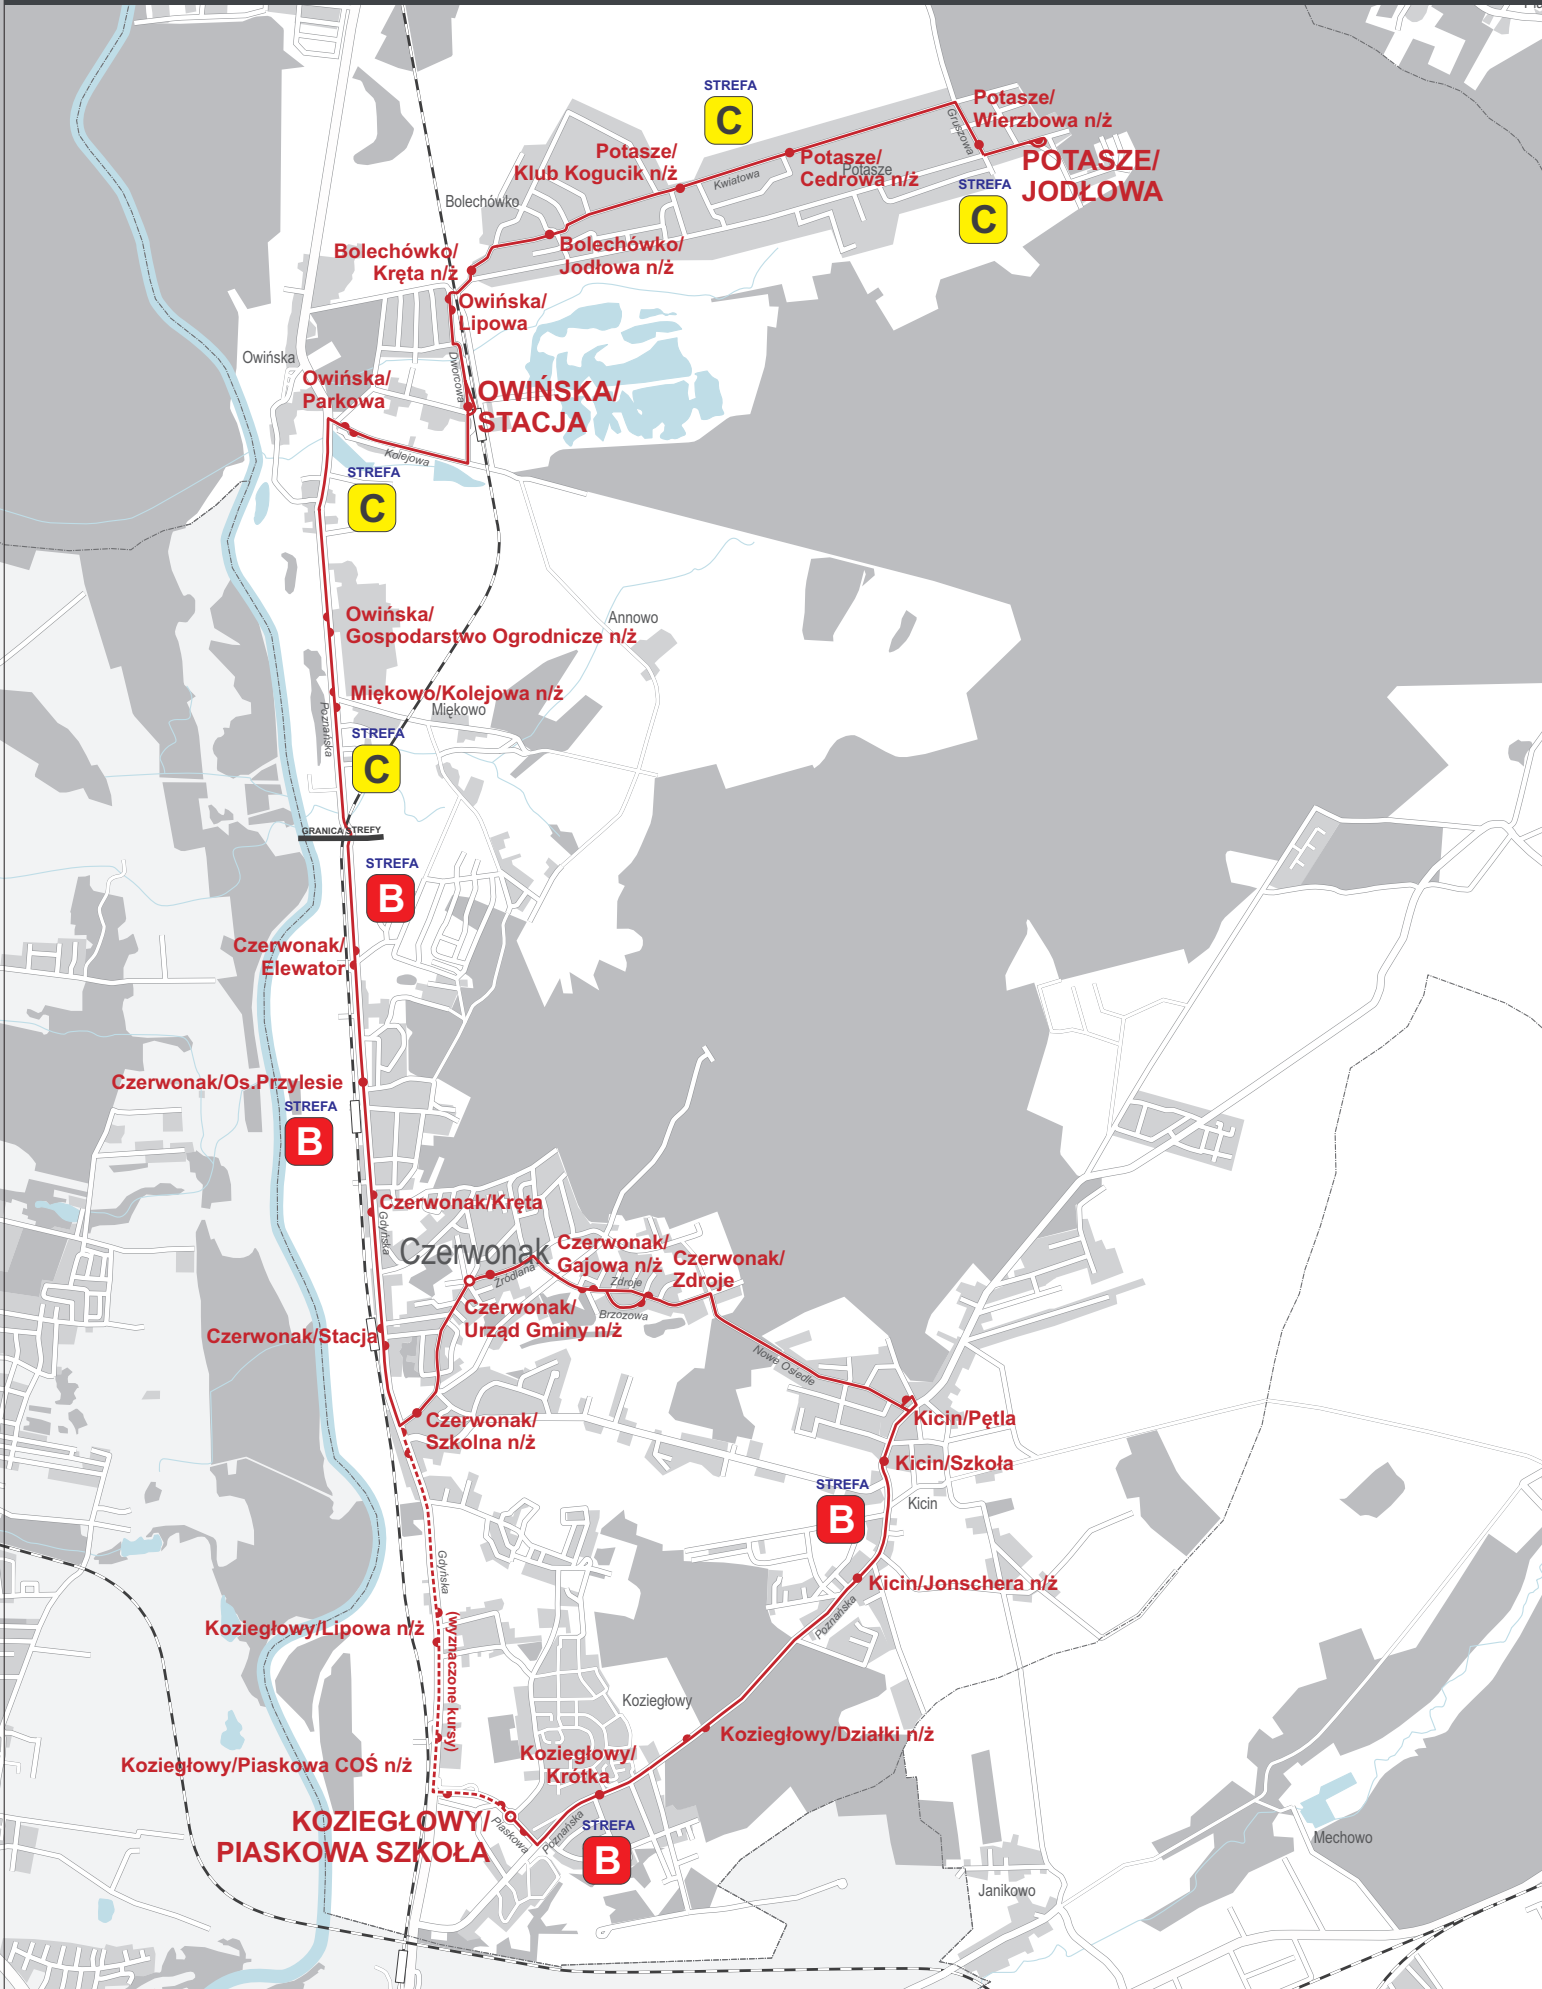 STREFA
C
Potasze/
Wierzbowa n/ż
Gruszowa
Potasze/
Klub Kogucik n/ż
Potasze/
Cedrowa n/ż
Potasze
Kwiatowa
POTASZE/
JODŁOWA
STREFA
C
Bolechówko
Bolechówko/
Jodłowa n/ż
Bolechówko/
Kręta n/ż
Owińska/
Lipowa
Dworcowa
Owińska
Owińska/
Parkowa
OWIŃSKA/
STACJA
Kolejowa
STREFA
C
Owińska/
Gospodarstwo Ogrodnicze n/ż
Annowo
Miękowo/Kolejowa n/ż
Miękowo
Poznańska
STREFA
C
GRANICA STREFY
STREFA
B
Czerwonak/
Elewator
Czerwonak/Os.Przylesie
STREFA
B
Czerwonak/Kręta
Gdyńska
Czerwonak
Źródlana
Czerwonak/
Gajowa n/ż
Czerwonak/
Zdroje
Zdroje
Brzozowa
Czerwonak/
Urząd Gminy n/ż
Czerwonak/Stacja
Nowe Osiedle
Czerwonak/
Szkolna n/ż
Kicin/Pętla
Kicin/Szkoła
STREFA
B
Kicin
Gdyńska
Kicin/Jonschera n/ż
Poznańska
Koziegłowy/Lipowa n/ż
(wyznaczone kursy)
Koziegłowy
Koziegłowy/Działki n/ż
Koziegłowy/
Krótka
Koziegłowy/Piaskowa COŚ n/ż
KOZIEGŁOWY/
PIASKOWA SZKOŁA
Piaskowa
Poznańska
STREFA
B
Mechowo
Janikowo